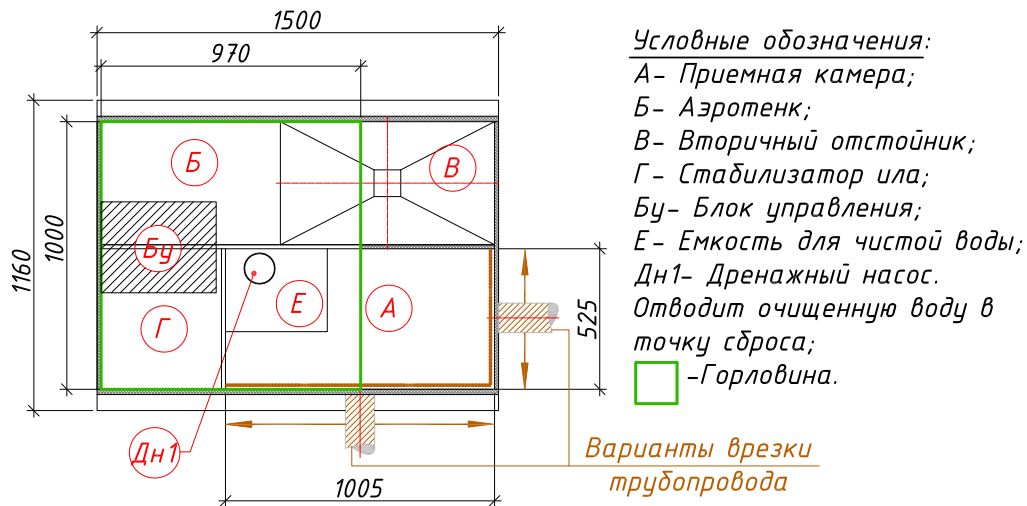 1500
970
Условные обозначения:
А- Приемная камера;
Б- Аэротенк;
В- Вторичный отстойник;
Г- Стабилизатор ила;
Бу- Блок управления;
Е- Емкость для чистой воды;
Дн1- Дренажный насос.
Отводит очищенную воду в
точку сброса;
-Горловина.
Б
В
1160
1000
Бу
Е
А
Г
525
Дн1
Варианты врезки
трубопровода
1005